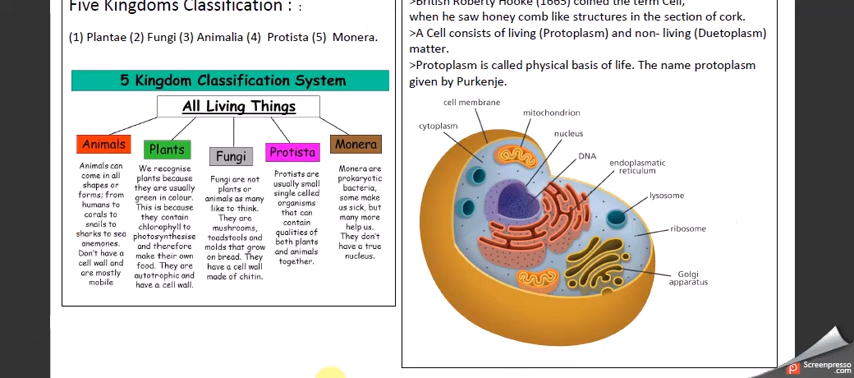 Five Kingdoms Classification : :
(1) Plantae (2) Fungi (3) Animalia (4) Protista (5) Monera.
5 Kingdom Classification System
All Living Things
Animals
Animals can
come in all
shapes or
forms; from
humans to
corals to
snails to
sharks to sea
anemones.
Don't have a
cell wall and
are mostly
mobile
Plants
We recognise
plants because
they are usually
green in colour.
This is because
they contain
chlorophyll to
photosynthesise
and therefore
make their own
food. They are
autotrophic and
have a cell wall.
Fungi
Fungi are not
plants or
animals as many
like to think.
They are
mushrooms,
toadstools and
molds that grow
on bread. They
have a cell wall
made of chitin.
Protista
Protists are
usually small
single celled
organisms
that can
contain
qualities of
both plants
and animals
together.
Monera
Monera are
prokaryotic
bacteria,
some make
us sick, but
many more
help us.
They don't
have a true
nucleus.
>British Roberty Hooke (1665) coined the term Cell,
when he saw honey comb like structures in the section of cork.
>A Cell consists of living (Protoplasm) and non- living (Duetoplasm)
matter.
>Protoplasm is called physical basis of life. The name protoplasm
given by Purkenje.
cell membrane
mitochondrion
cytoplasm
nucleus
DNA
endoplasmatic
reticulum
lysosome
ribosome
Golgi
apparatus
Screenpresso
.com